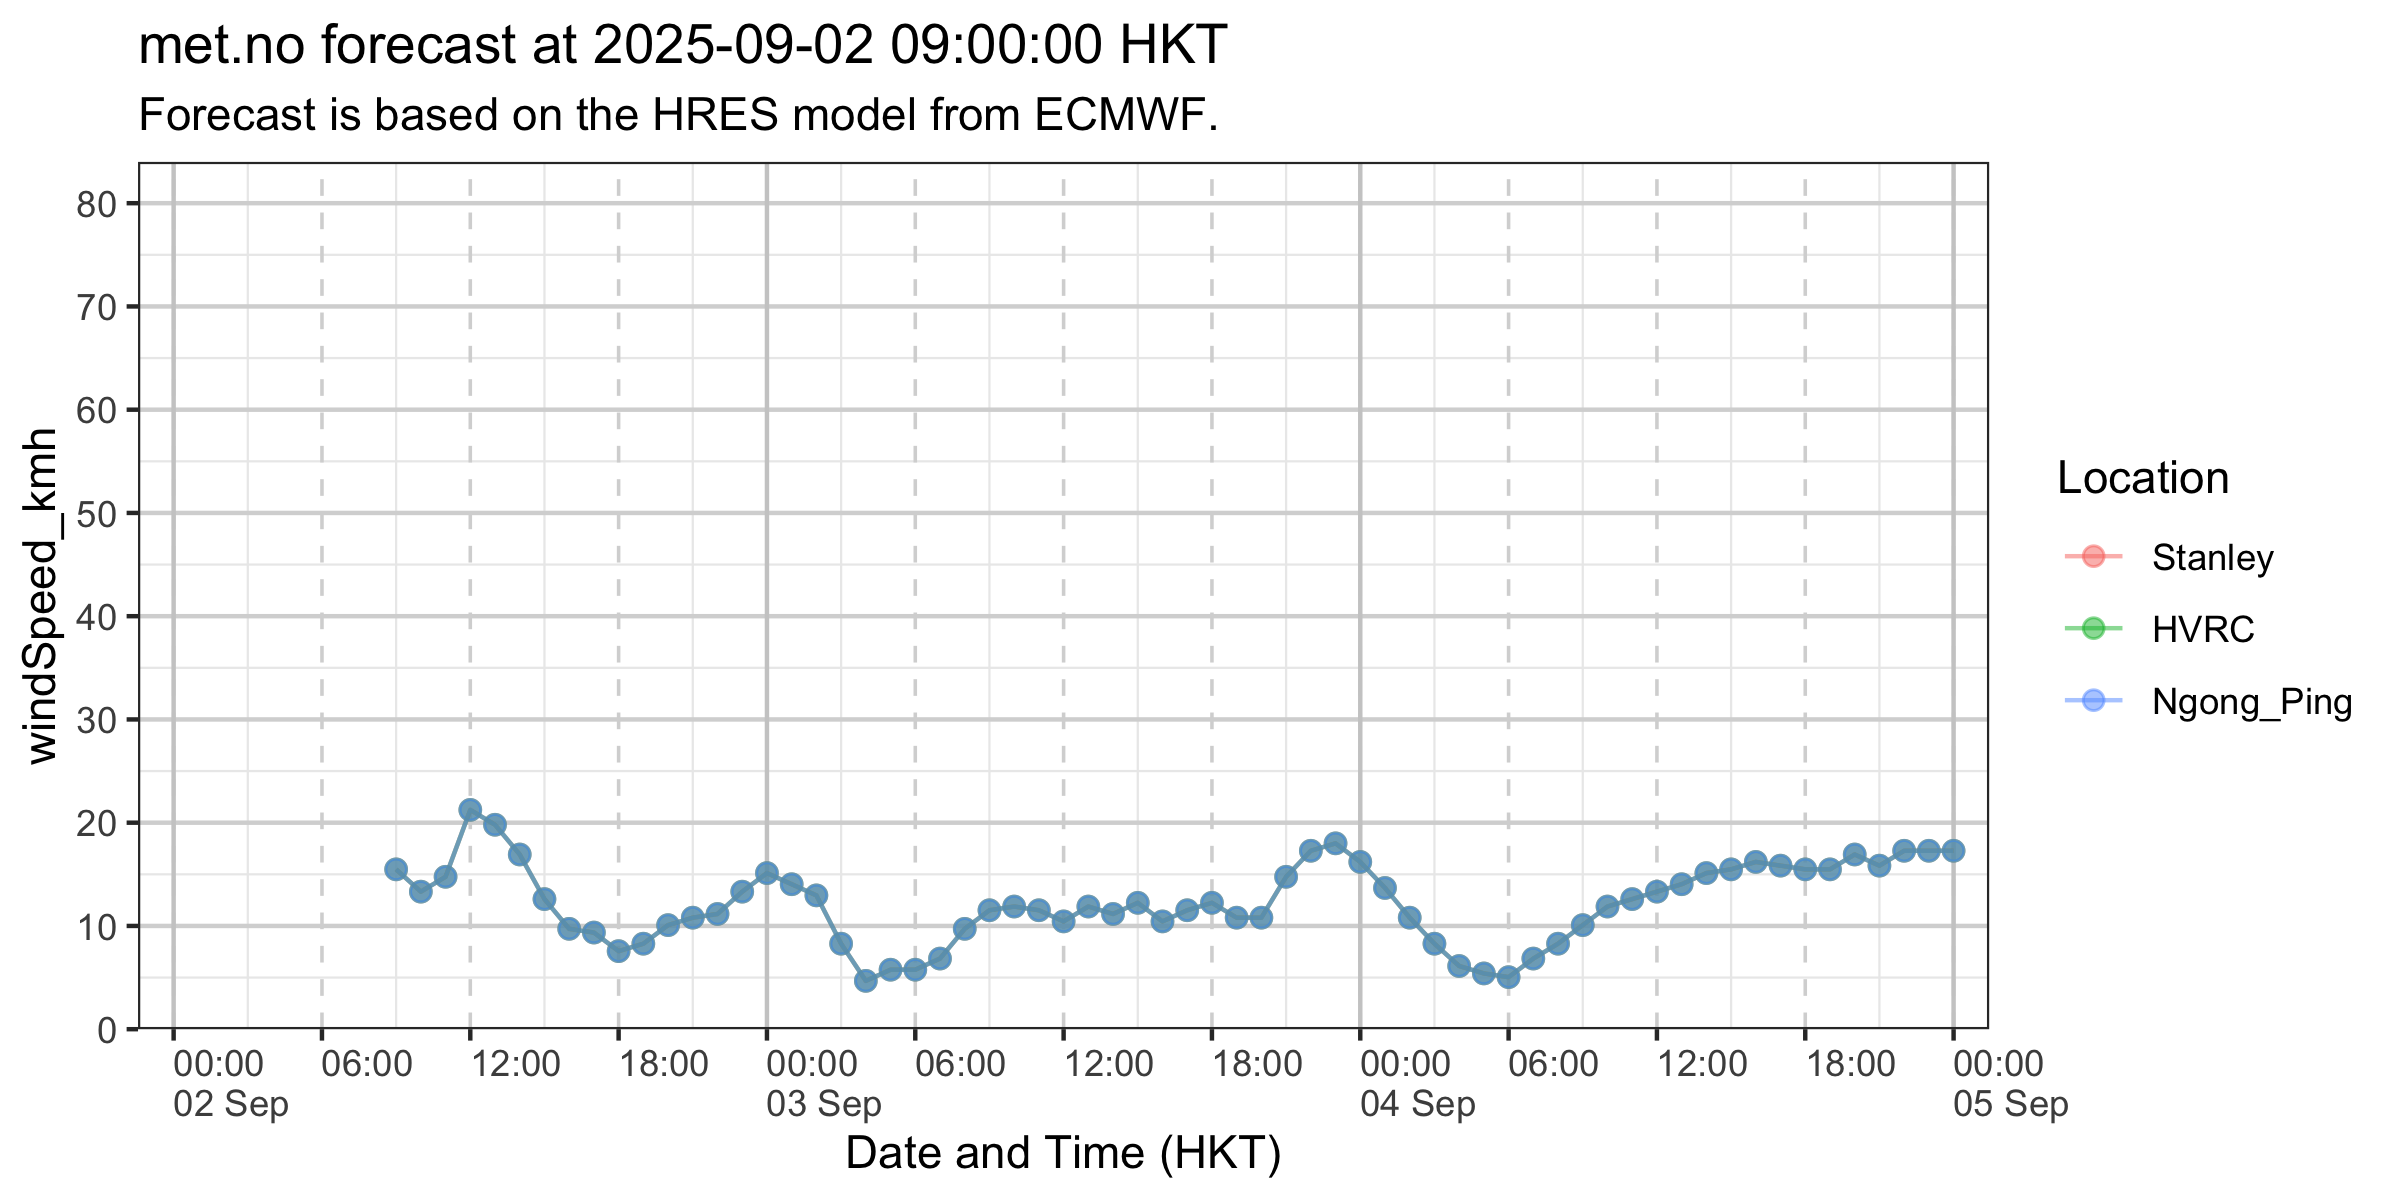 met.no forecast at 2025-09-02 09:00:00 HKT
Forecast is based on the HRES model from ECMWF.
windSpeed_kmh
80
70
60
50
40
30
20
10
0
00:00 06:00 12:00 18:00 00:00 06:00 12:00 18:00 00:00 06:00 12:00 18:00 00:00
02 Sep 03 Sep 04 Sep 05 Sep
Date and Time (HKT)
Location
Stanley
HVRC
Ngong_Ping